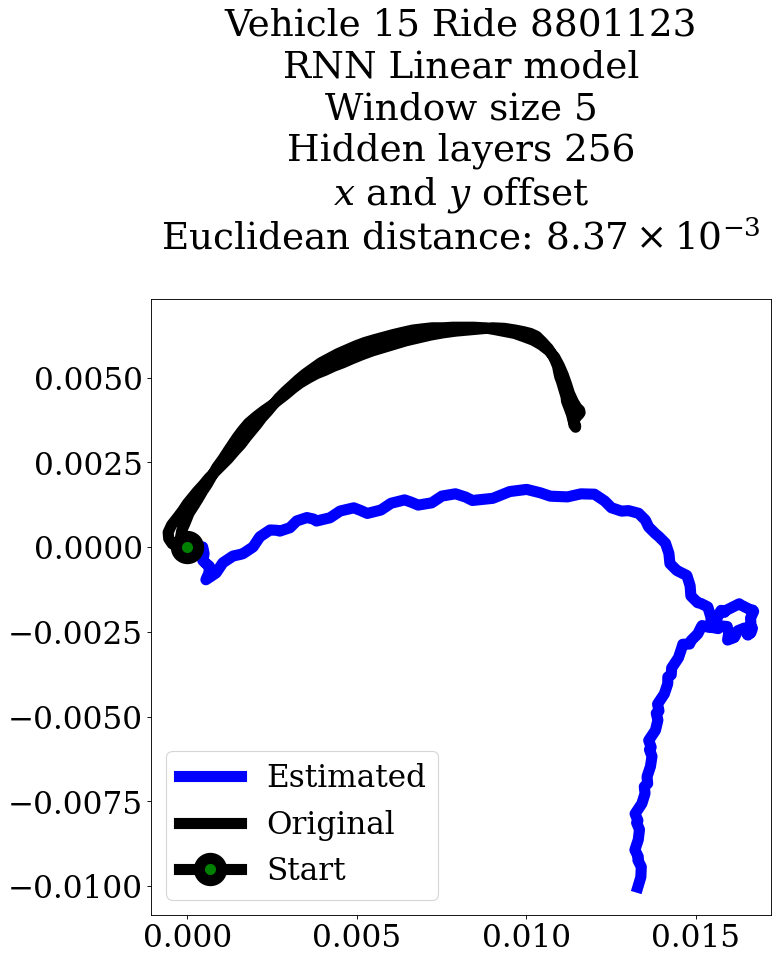 Vehicle 15 Ride 8801123
RNN Linear model
Window size 5
Hidden layers 256
x and y offset
Euclidean distance: 8.37 × 10⁻³
0.0050
0.0025
0.0000
−0.0025
−0.0050
−0.0075
−0.0100
Estimated
Original
Start
0.000 0.005 0.010 0.015